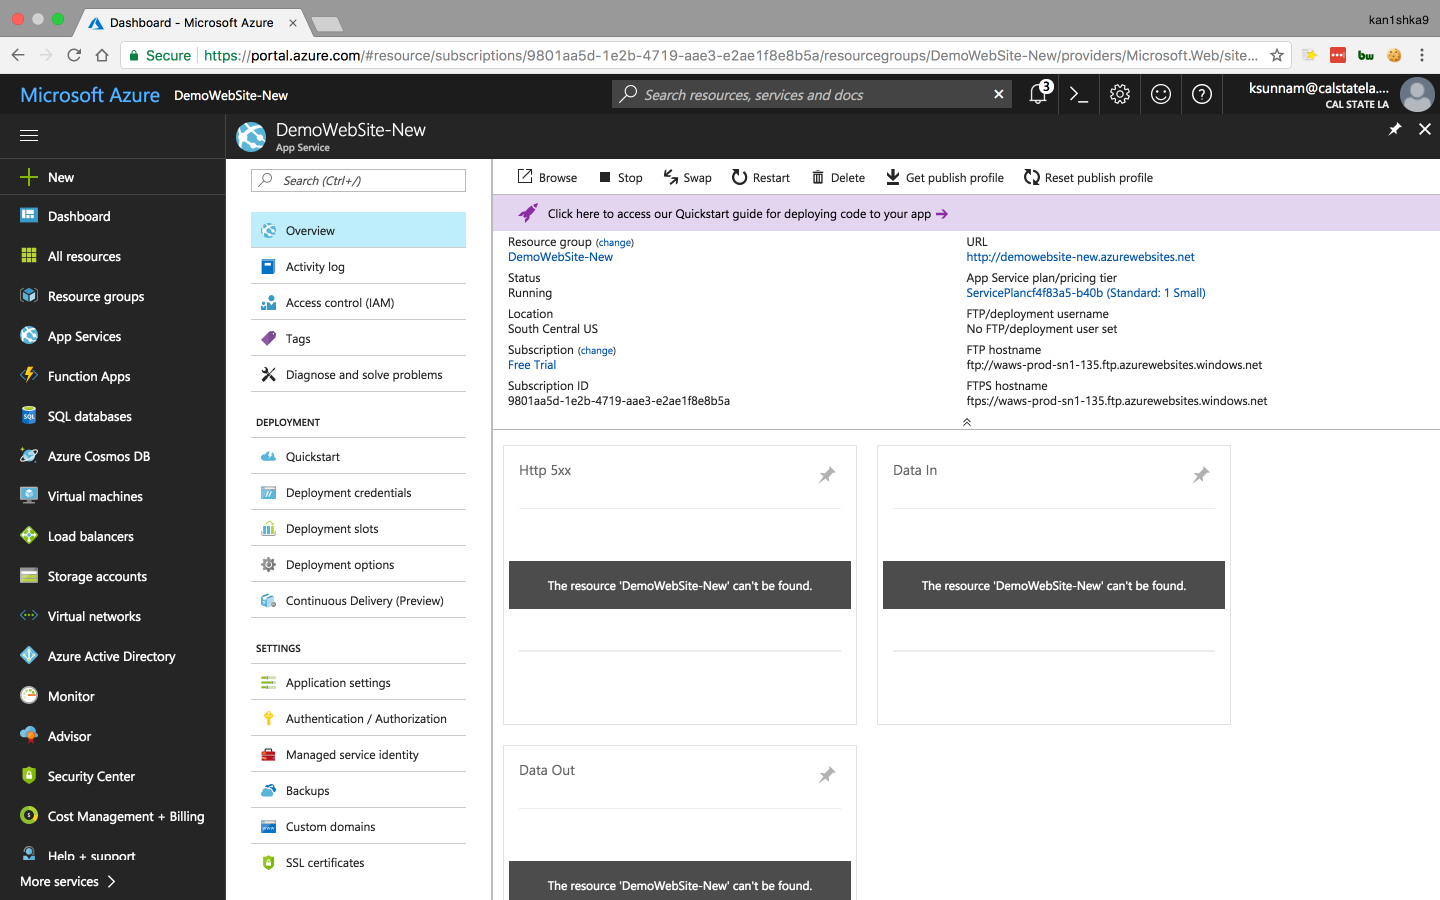 Dashboard - Microsoft Azure
kan1shka9
Secure
https://portal.azure.com/#resource/subscriptions/9801aa5d-1e2b-4719-aae3-e2ae1f8e8b5a/resourcegroups/DemoWebSite-New/providers/Microsoft.Web/site...
bw
Microsoft Azure DemoWebSite-New
Search resources, services and docs
3
ksunnam@calstatela....
CAL STATE LA
DemoWebSite-New
App Service
New
Dashboard
All resources
Resource groups
App Services
Function Apps
SQL databases
Azure Cosmos DB
Virtual machines
Load balancers
Storage accounts
Virtual networks
Azure Active Directory
Monitor
Advisor
Security Center
Cost Management + Billing
Help + support
More services
Search (Ctrl+/)
Overview
Activity log
Access control (IAM)
Tags
Diagnose and solve problems
DEPLOYMENT
Quickstart
Deployment credentials
Deployment slots
Deployment options
Continuous Delivery (Preview)
SETTINGS
Application settings
Authentication / Authorization
Managed service identity
Backups
Custom domains
SSL certificates
Browse Stop Swap Restart Delete Get publish profile Reset publish profile
Click here to access our Quickstart guide for deploying code to your app
Resource group (change)
DemoWebSite-New
Status
Running
Location
South Central US
Subscription (change)
Free Trial
Subscription ID
9801aa5d-1e2b-4719-aae3-e2ae1f8e8b5a
URL
http://demowebsite-new.azurewebsites.net
App Service plan/pricing tier
ServicePlancf4f83a5-b40b (Standard: 1 Small)
FTP/deployment username
No FTP/deployment user set
FTP hostname
ftp://waws-prod-sn1-135.ftp.azurewebsites.windows.net
FTPS hostname
ftps://waws-prod-sn1-135.ftp.azurewebsites.windows.net
Http 5xx
The resource 'DemoWebSite-New' can't be found.
Data In
The resource 'DemoWebSite-New' can't be found.
Data Out
The resource 'DemoWebSite-New' can't be found.